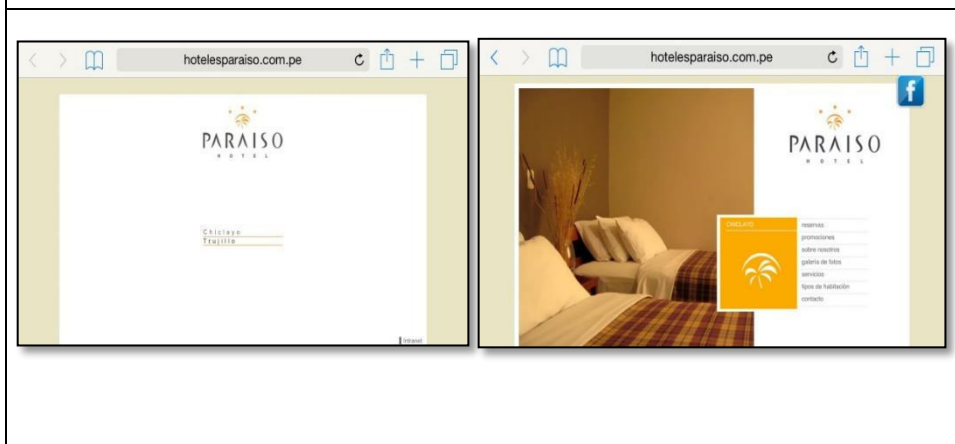 hotelesparaiso.com.pe
PARAISO
HOTEL
Chiclayo
Trujillo
Intranet
hotelesparaiso.com.pe
f
PARAISO
HOTEL
CHICLAYO
reservas
promociones
sobre nosotros
galería de fotos
servicios
tipos de habitación
contacto